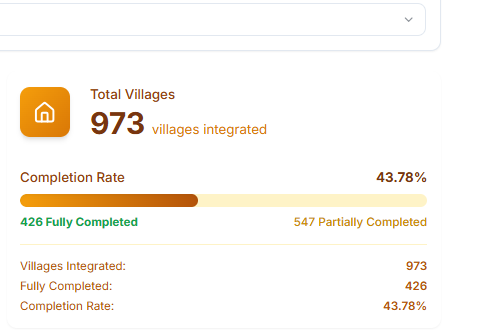 Total Villages
973 villages integrated
Completion Rate 43.78%
426 Fully Completed 547 Partially Completed
Villages Integrated: 973
Fully Completed: 426
Completion Rate: 43.78%